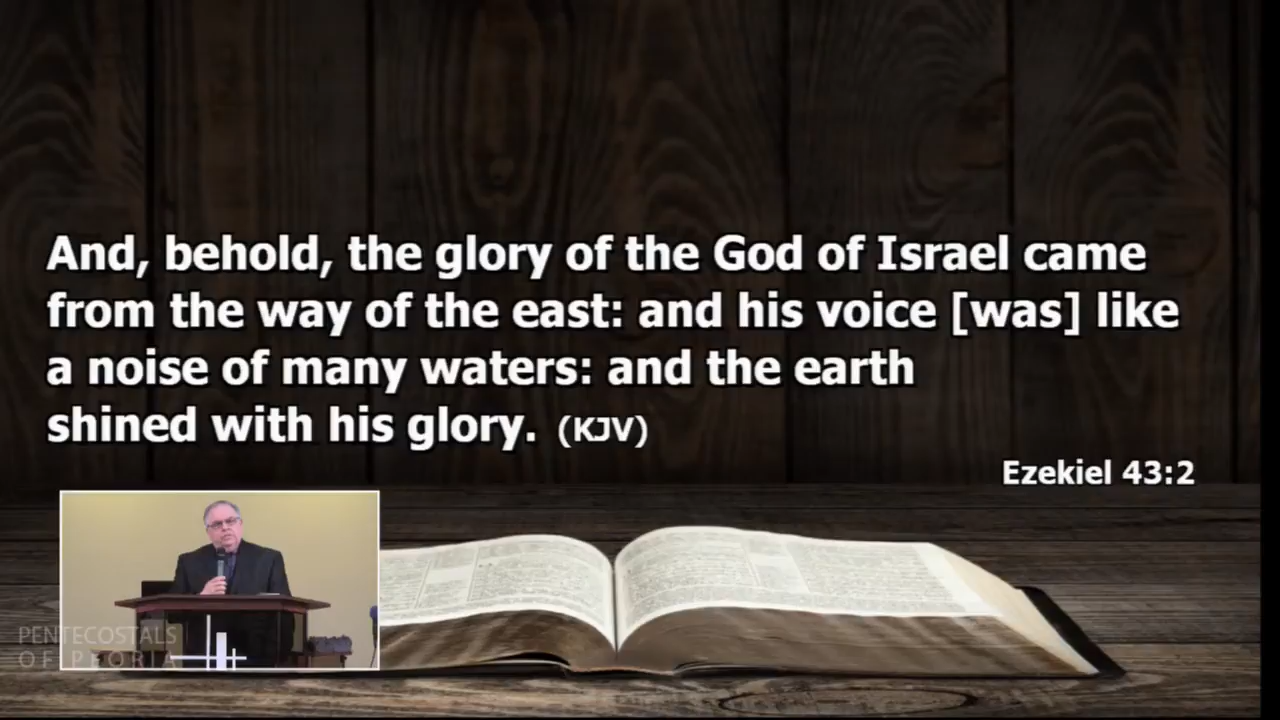 And, behold, the glory of the God of Israel came
from the way of the east: and his voice [was] like
a noise of many waters: and the earth
shined with his glory. (KJV)
Ezekiel 43:2
PENTECOSTALS
OF PEORIA